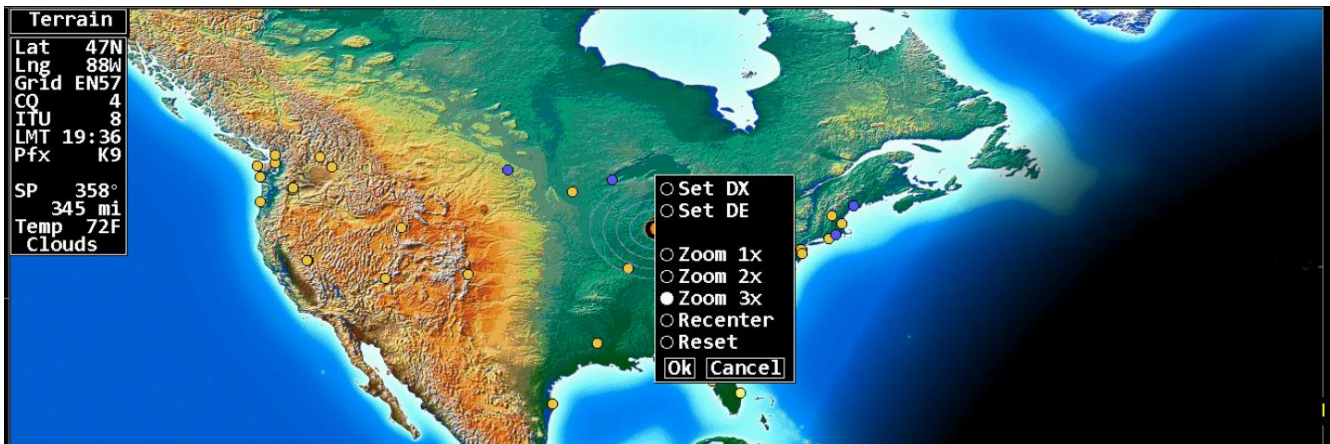 Terrain
Lat 47N
Lng 88W
Grid EN57
CQ 4
ITU 8
LMT 19:36
Pfx K9
SP 358°
345 mi
Temp 72F
Clouds
Set DX
Set DE
Zoom 1x
Zoom 2x
Zoom 3x
Recenter
Reset
Ok Cancel